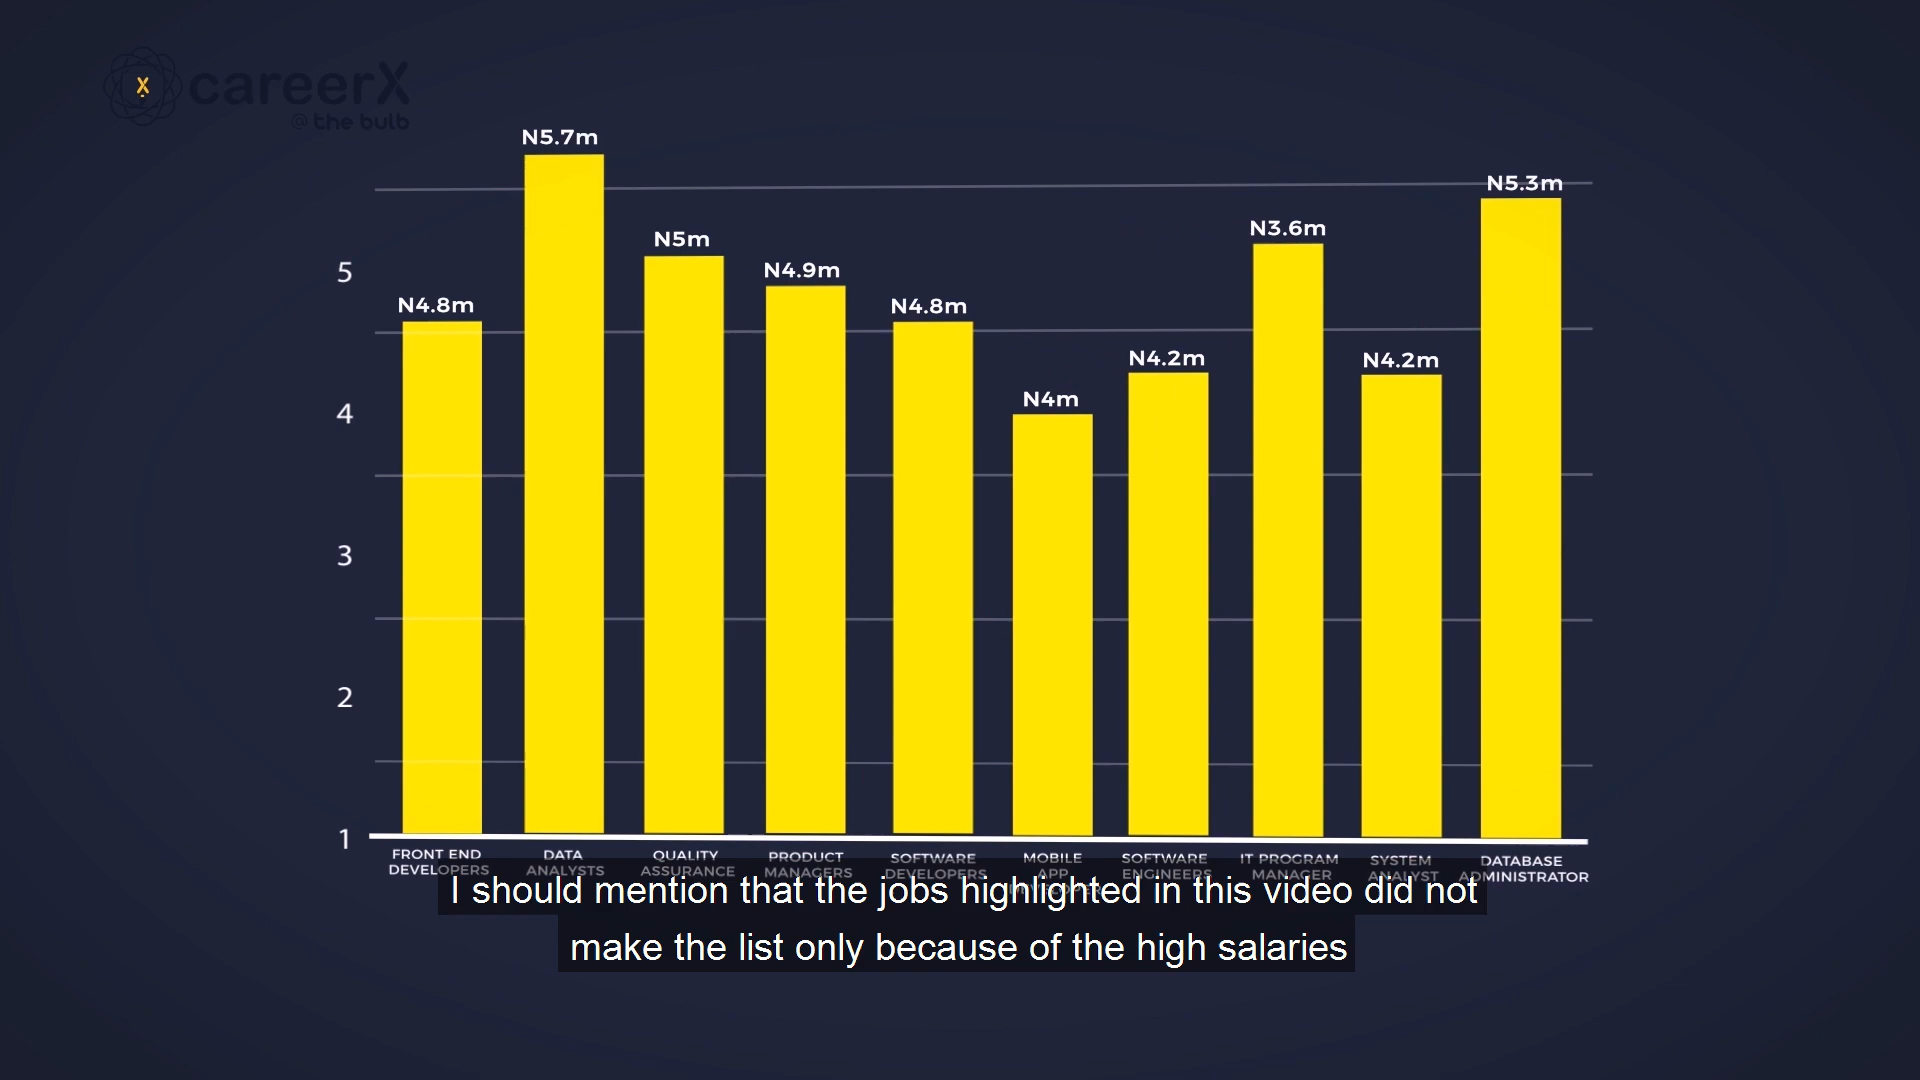 careerX
@ the bulb
N5.7m
N5.3m
N3.6m
N5m
N4.9m
N4.8m
N4.8m
N4.2m
N4.2m
N4m
5
4
3
2
1
FRONT END
DEVELOPERS
DATA
ANALYSTS
QUALITY
ASSURANCE
PRODUCT
MANAGERS
SOFTWARE
DEVELOPERS
MOBILE
APP
SOFTWARE
ENGINEERS
IT PROGRAM
MANAGER
SYSTEM
ANALYST
DATABASE
ADMINISTRATOR
I should mention that the jobs highlighted in this video did not
make the list only because of the high salaries